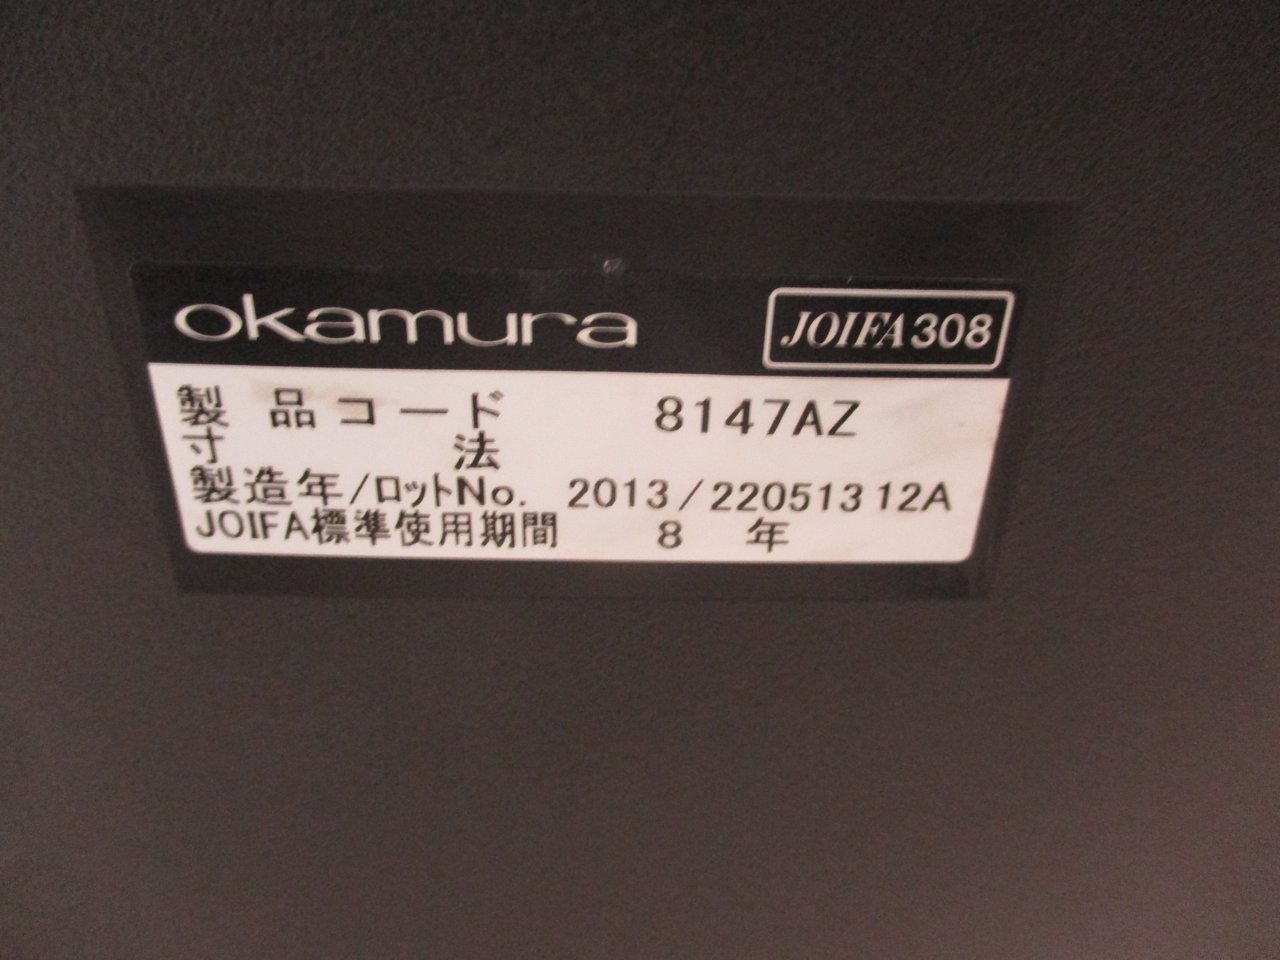 okamura JOIFA308
製品コード 8147AZ
寸法
製造年/ロットNo. 2013/22051312A
JOIFA標準使用期間 8 年